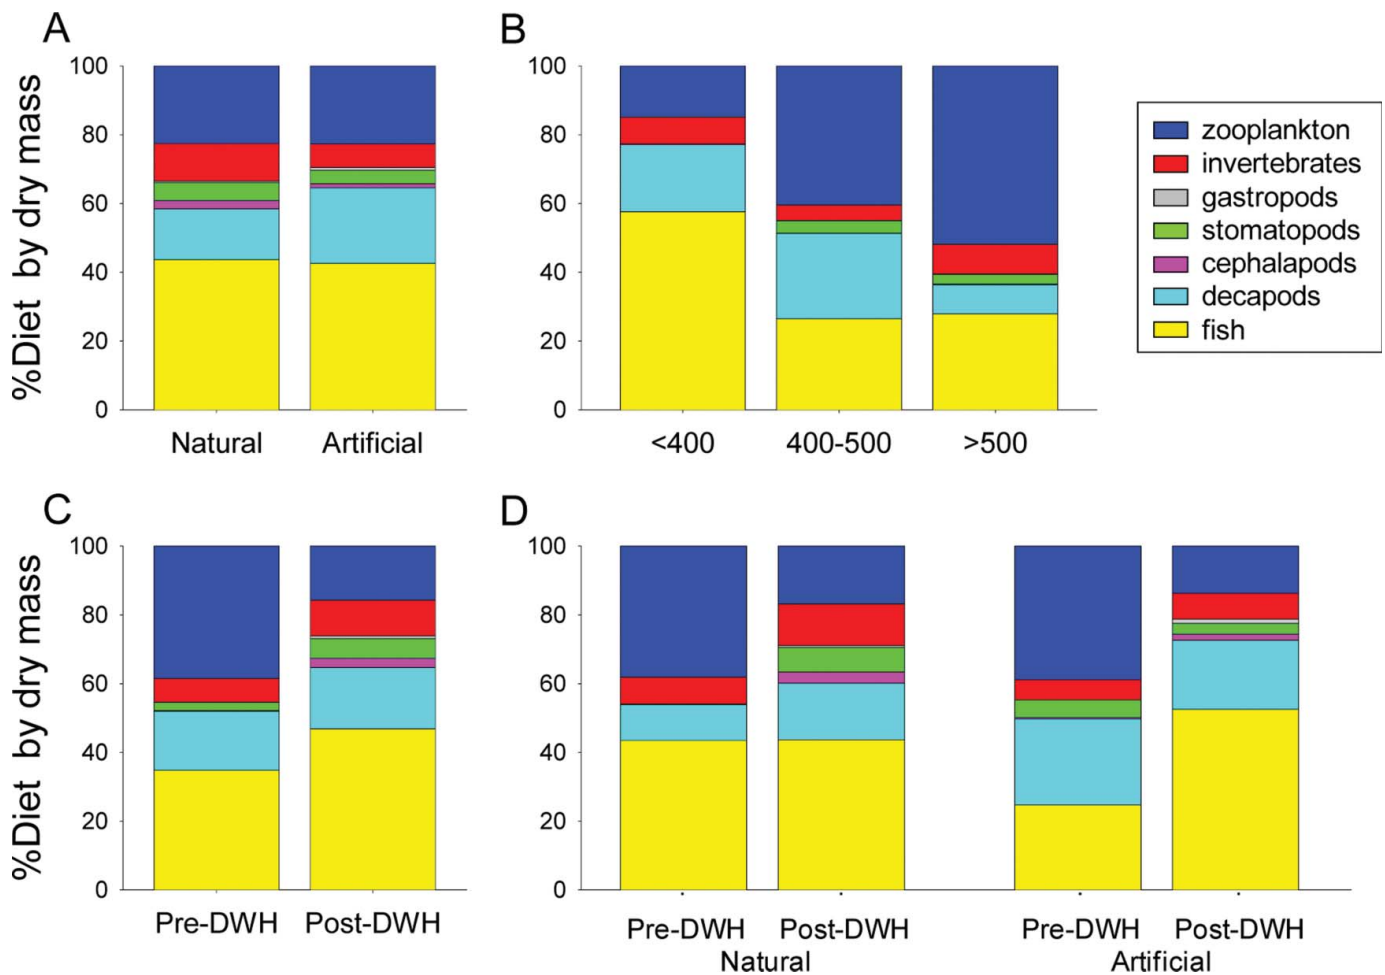 A
%Diet by dry mass
100
80
60
40
20
0
Natural Artificial
B
100
80
60
40
20
0
<400 400-500 >500
zooplankton
invertebrates
gastropods
stomatopods
cephalapods
decapods
fish
C
%Diet by dry mass
100
80
60
40
20
0
Pre-DWH Post-DWH
D
100
80
60
40
20
0
Pre-DWH Post-DWH Pre-DWH Post-DWH
Natural Artificial